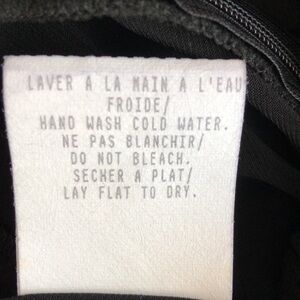 LAVER A LA MAIN A L'EAU
FROIDE/
HAND WASH COLD WATER.
NE PAS BLANCHIR/
DO NOT BLEACH.
SECHER A PLAT/
LAY FLAT TO DRY.